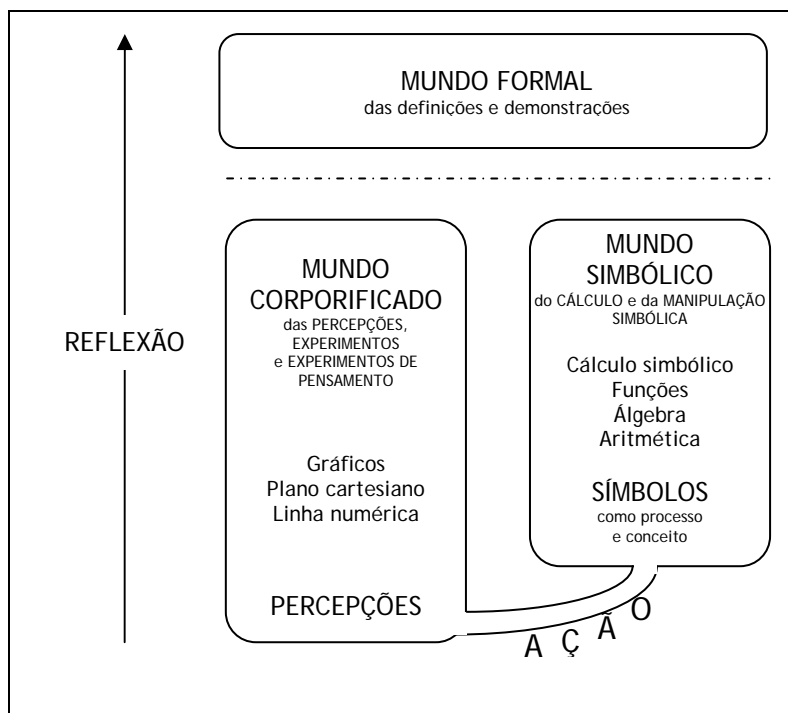 MUNDO FORMAL
das definições e demonstrações
REFLEXÃO
MUNDO
CORPORIFICADO
das PERCEPÇÕES,
EXPERIMENTOS
e EXPERIMENTOS DE
PENSAMENTO
Gráficos
Plano cartesiano
Linha numérica
PERCEPÇÕES
MUNDO
SIMBÓLICO
do CÁLCULO e da MANIPULAÇÃO
SIMBÓLICA
Cálculo simbólico
Funções
Álgebra
Aritmética
SÍMBOLOS
como processo
e conceito
AÇÃO